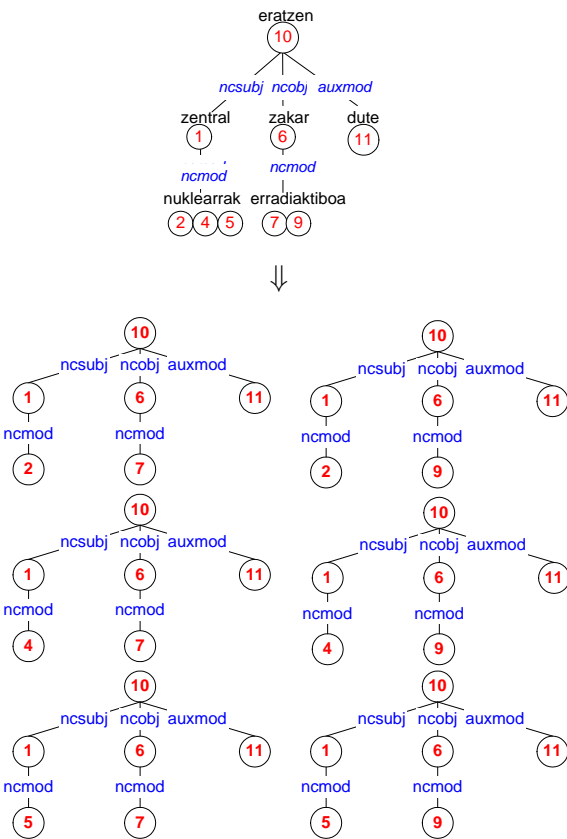 eratzen
10
ncsubj ncobj auxmod
zentral zakar dute
1 6 11
ncmod ncmod
nuklearrak erradiaktiboa
2 4 5 7 9
⇓
10 10
ncsubj ncobj auxmod ncsubj ncobj auxmod
1 6 11 1 6 11
ncmod ncmod ncmod ncmod
2 7 2 9
10 10
ncsubj ncobj auxmod ncsubj ncobj auxmod
1 6 11 1 6 11
ncmod ncmod ncmod ncmod
4 7 4 9
10 10
ncsubj ncobj auxmod ncsubj ncobj auxmod
1 6 11 1 6 11
ncmod ncmod ncmod ncmod
5 7 5 9